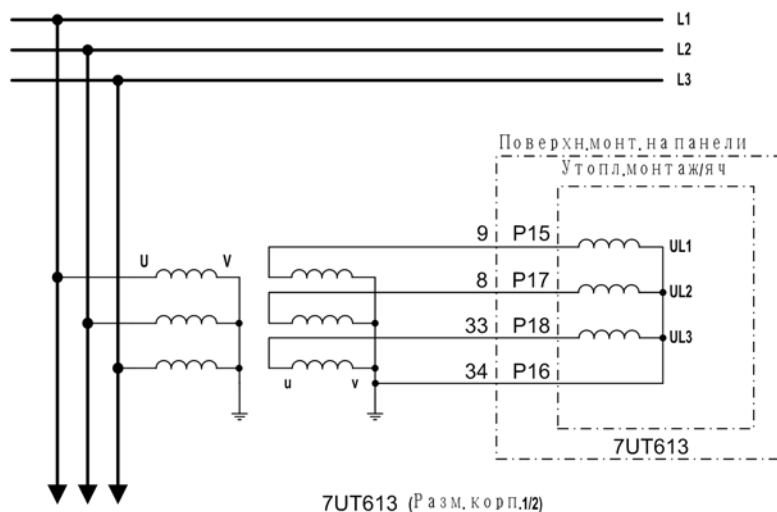 L1
L2
L3
Поверхн.монт. на панели
Утопл.монтаж/яч
9 P15 UL1
U V
8 P17 UL2
33 P18 UL3
34 P16
u v
7UT613
7UT613 (Разм. корп.1/2)